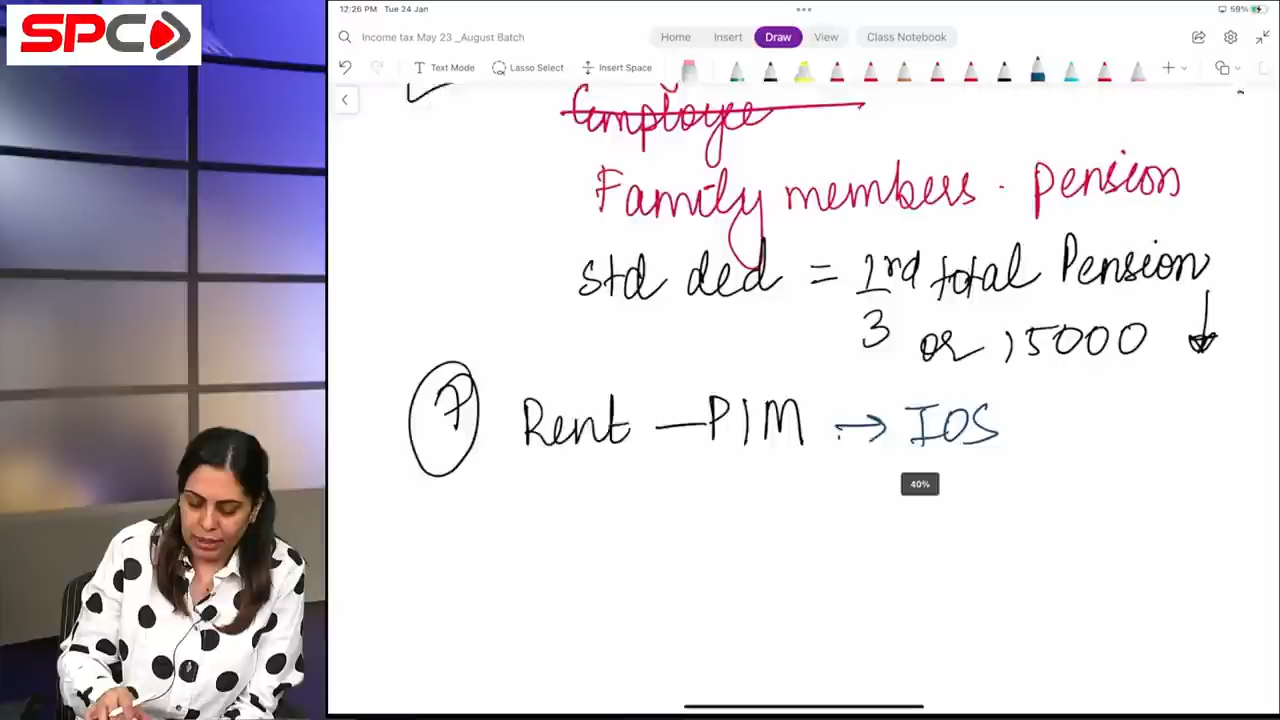 SPC
12:26 PM Tue 24 Jan
59%
Income tax May 23 _August Batch
Home Insert Draw View Class Notebook
Text Mode Lasso Select Insert Space
Employee
Family members. Pension
Std ded = 1rd total Pension
3 or 15000 ↓
7 Rent — PIM → IOS
40%